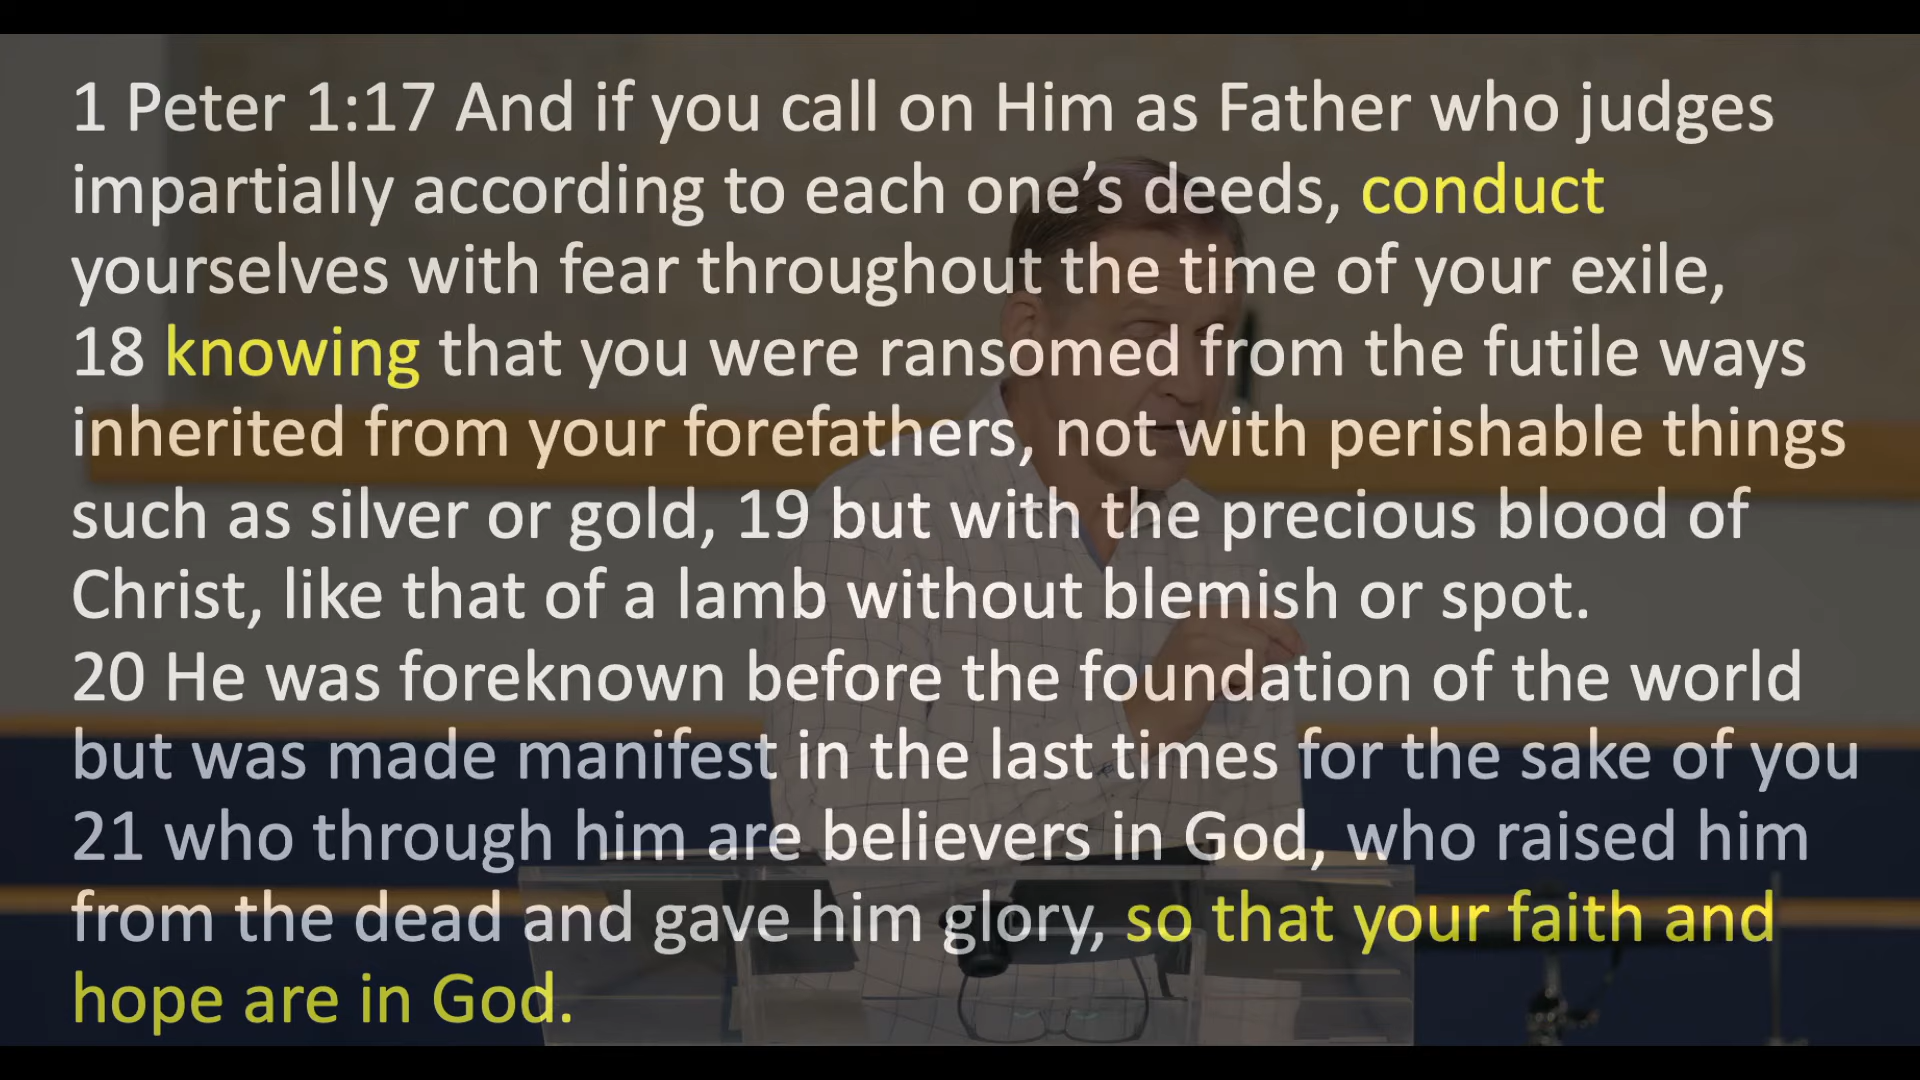 1 Peter 1:17 And if you call on Him as Father who judges
impartially according to each one’s deeds, conduct
yourselves with fear throughout the time of your exile,
18 knowing that you were ransomed from the futile ways
inherited from your forefathers, not with perishable things
such as silver or gold, 19 but with the precious blood of
Christ, like that of a lamb without blemish or spot.
20 He was foreknown before the foundation of the world
but was made manifest in the last times for the sake of you
21 who through him are believers in God, who raised him
from the dead and gave him glory, so that your faith and
hope are in God.